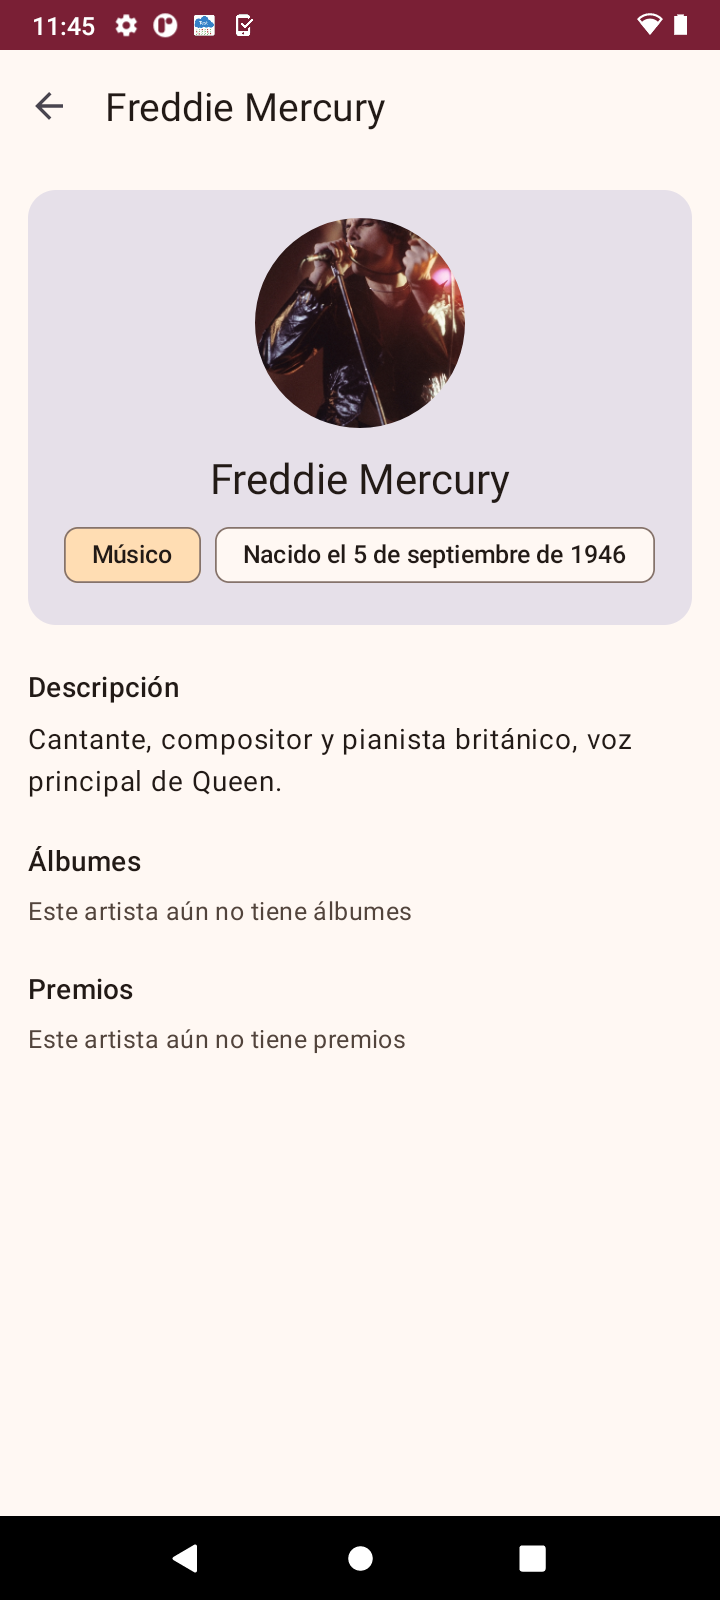 11:45
Freddie Mercury
Freddie Mercury
Músico
Nacido el 5 de septiembre de 1946
Descripción
Cantante, compositor y pianista británico, voz
principal de Queen.
Álbumes
Este artista aún no tiene álbumes
Premios
Este artista aún no tiene premios